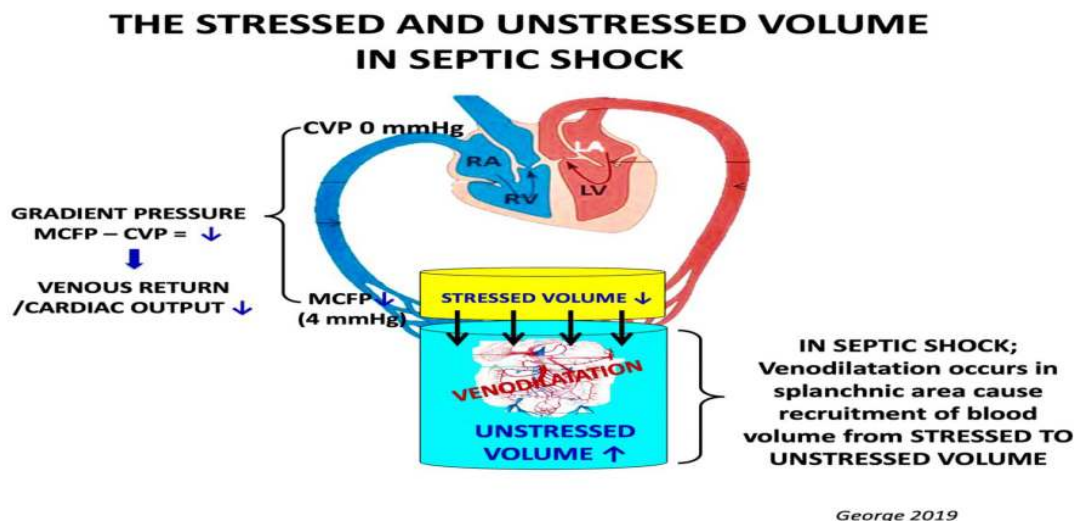 THE STRESSED AND UNSTRESSED VOLUME
IN SEPTIC SHOCK
CVP 0 mmHg
RA
LA
RV
LV
GRADIENT PRESSURE
MCFP – CVP = ↓
VENOUS RETURN
/CARDIAC OUTPUT ↓
MCFP ↓
(4 mmHg)
STRESSED VOLUME ↓
VENODILATATION
UNSTRESSED
VOLUME ↑
IN SEPTIC SHOCK;
Venodilatation occurs in
splanchnic area cause
recruitment of blood
volume from STRESSED TO
UNSTRESSED VOLUME
George 2019